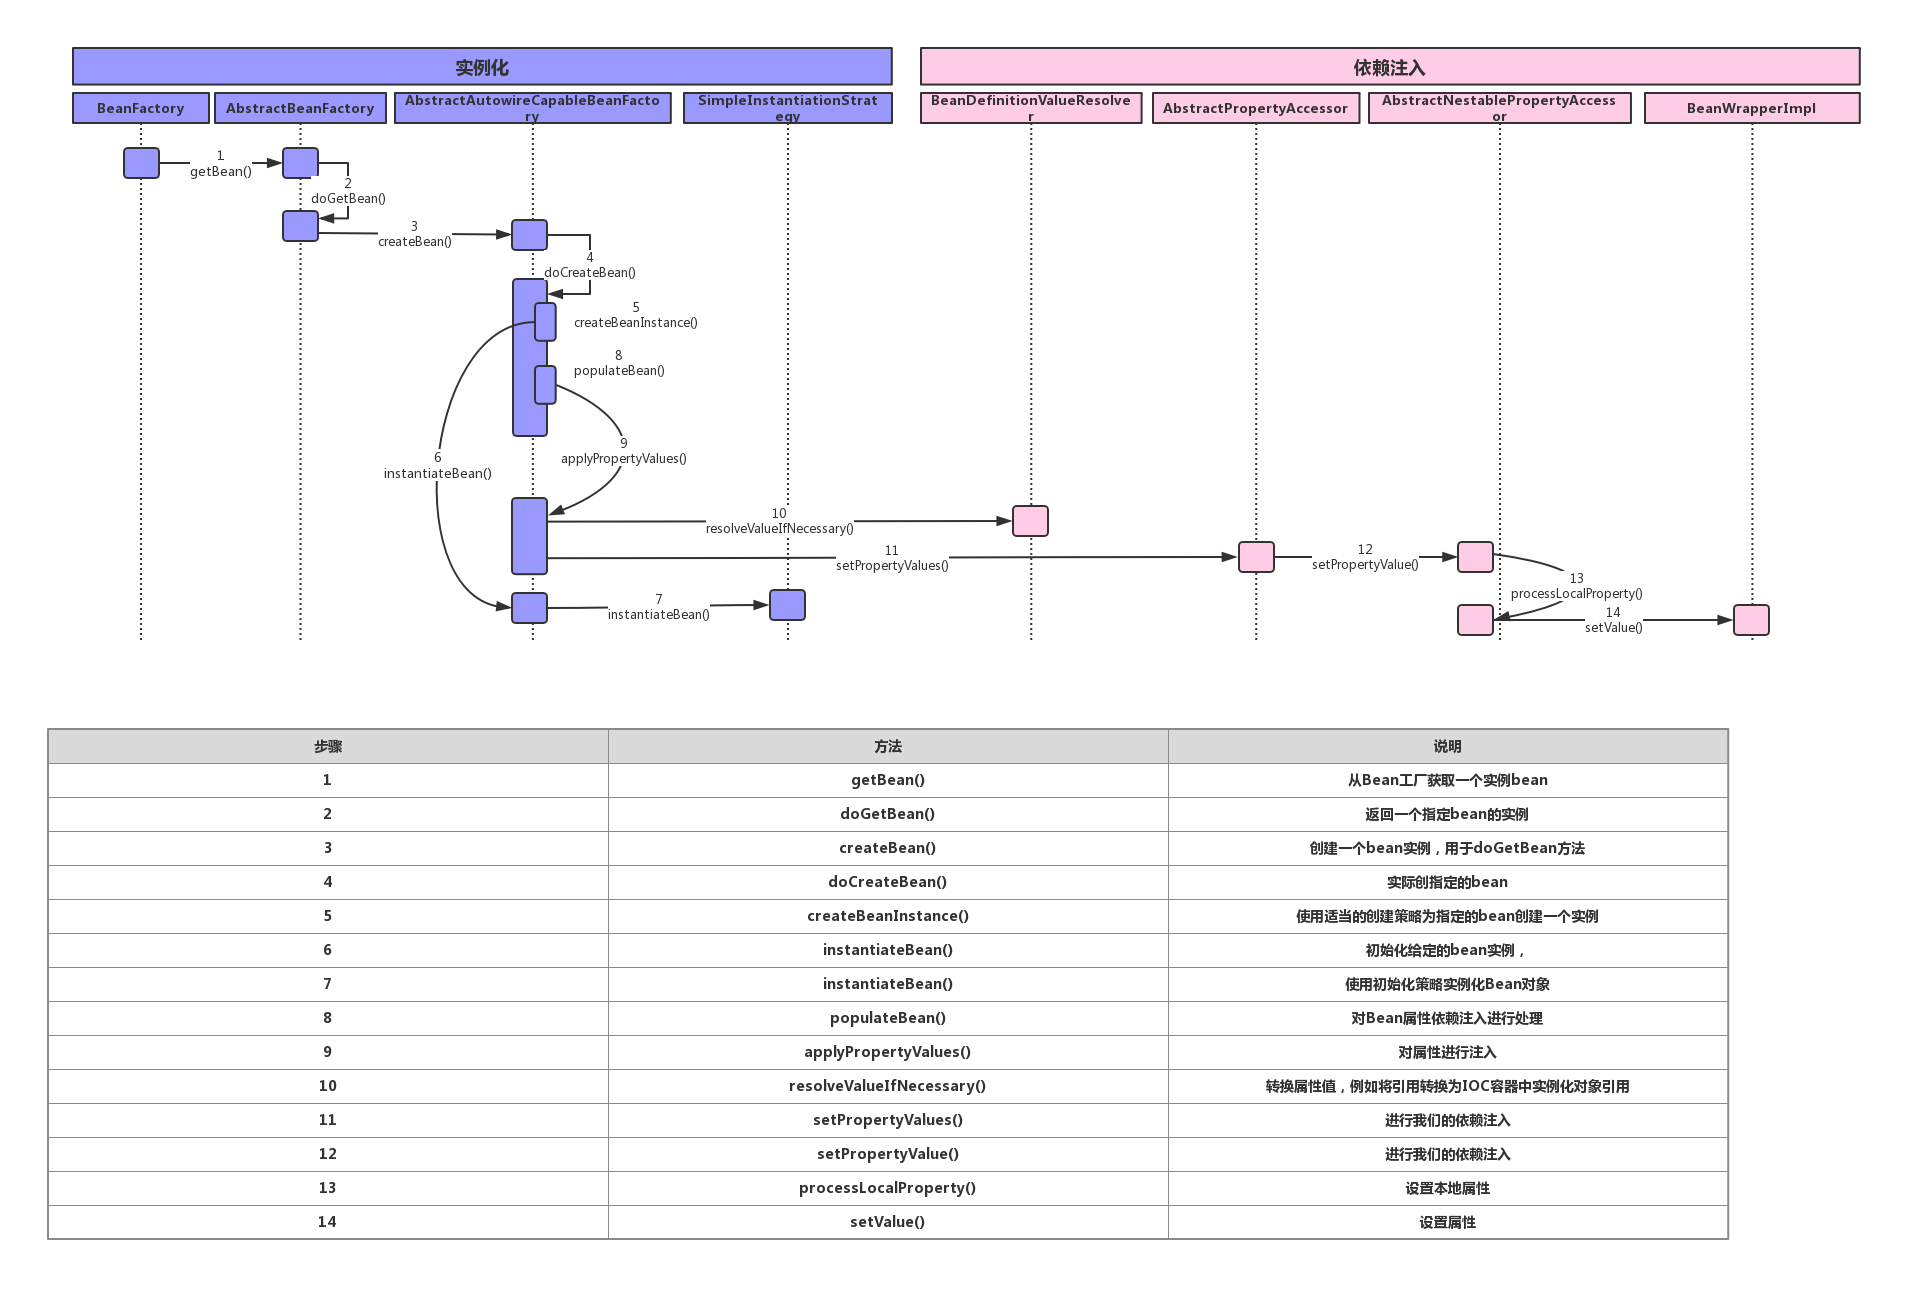 实例化
依赖注入
BeanFactory
AbstractBeanFactory
AbstractAutowireCapableBeanFacto
ry
SimpleInstantiationStrat
egy
BeanDefinitionValueResolve
r
AbstractPropertyAccessor
AbstractNestablePropertyAccess
or
BeanWrapperImpl
1
getBean()
2
doGetBean()
3
createBean()
4
doCreateBean()
5
createBeanInstance()
8
populateBean()
9
applyPropertyValues()
6
instantiateBean()
10
resolveValueIfNecessary()
11
setPropertyValues()
12
setPropertyValue()
13
processLocalProperty()
7
instantiateBean()
14
setValue()
步骤 方法 说明
1 getBean() 从Bean工厂获取一个实例bean
2 doGetBean() 返回一个指定bean的实例
3 createBean() 创建一个bean实例，用于doGetBean方法
4 doCreateBean() 实际创指定的bean
5 createBeanInstance() 使用适当的创建策略为指定的bean创建一个实例
6 instantiateBean() 初始化给定的bean实例，
7 instantiateBean() 使用初始化策略实例化Bean对象
8 populateBean() 对Bean属性依赖注入进行处理
9 applyPropertyValues() 对属性进行注入
10 resolveValueIfNecessary() 转换属性值，例如将引用转换为IOC容器中实例化对象引用
11 setPropertyValues() 进行我们的依赖注入
12 setPropertyValue() 进行我们的依赖注入
13 processLocalProperty() 设置本地属性
14 setValue() 设置属性